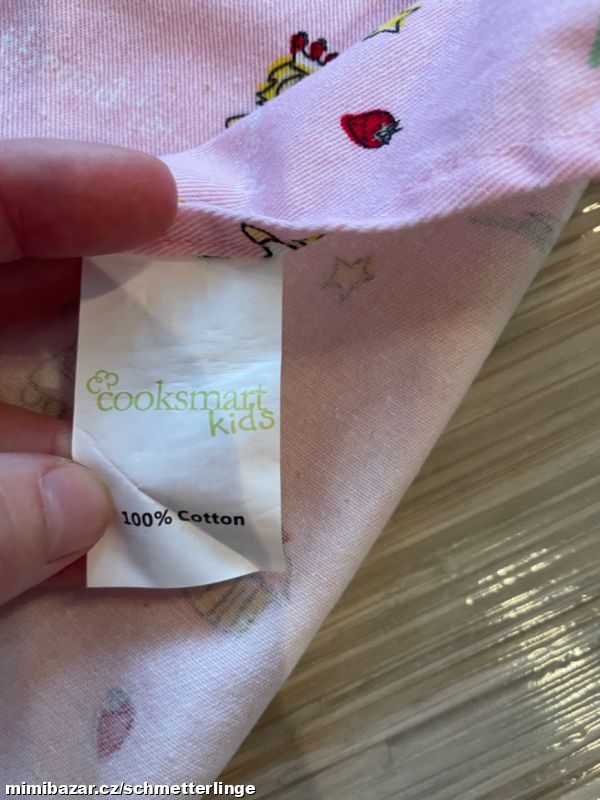 cooksmart
kids
100% Cotton
mimibazar.cz/schmetterlinge